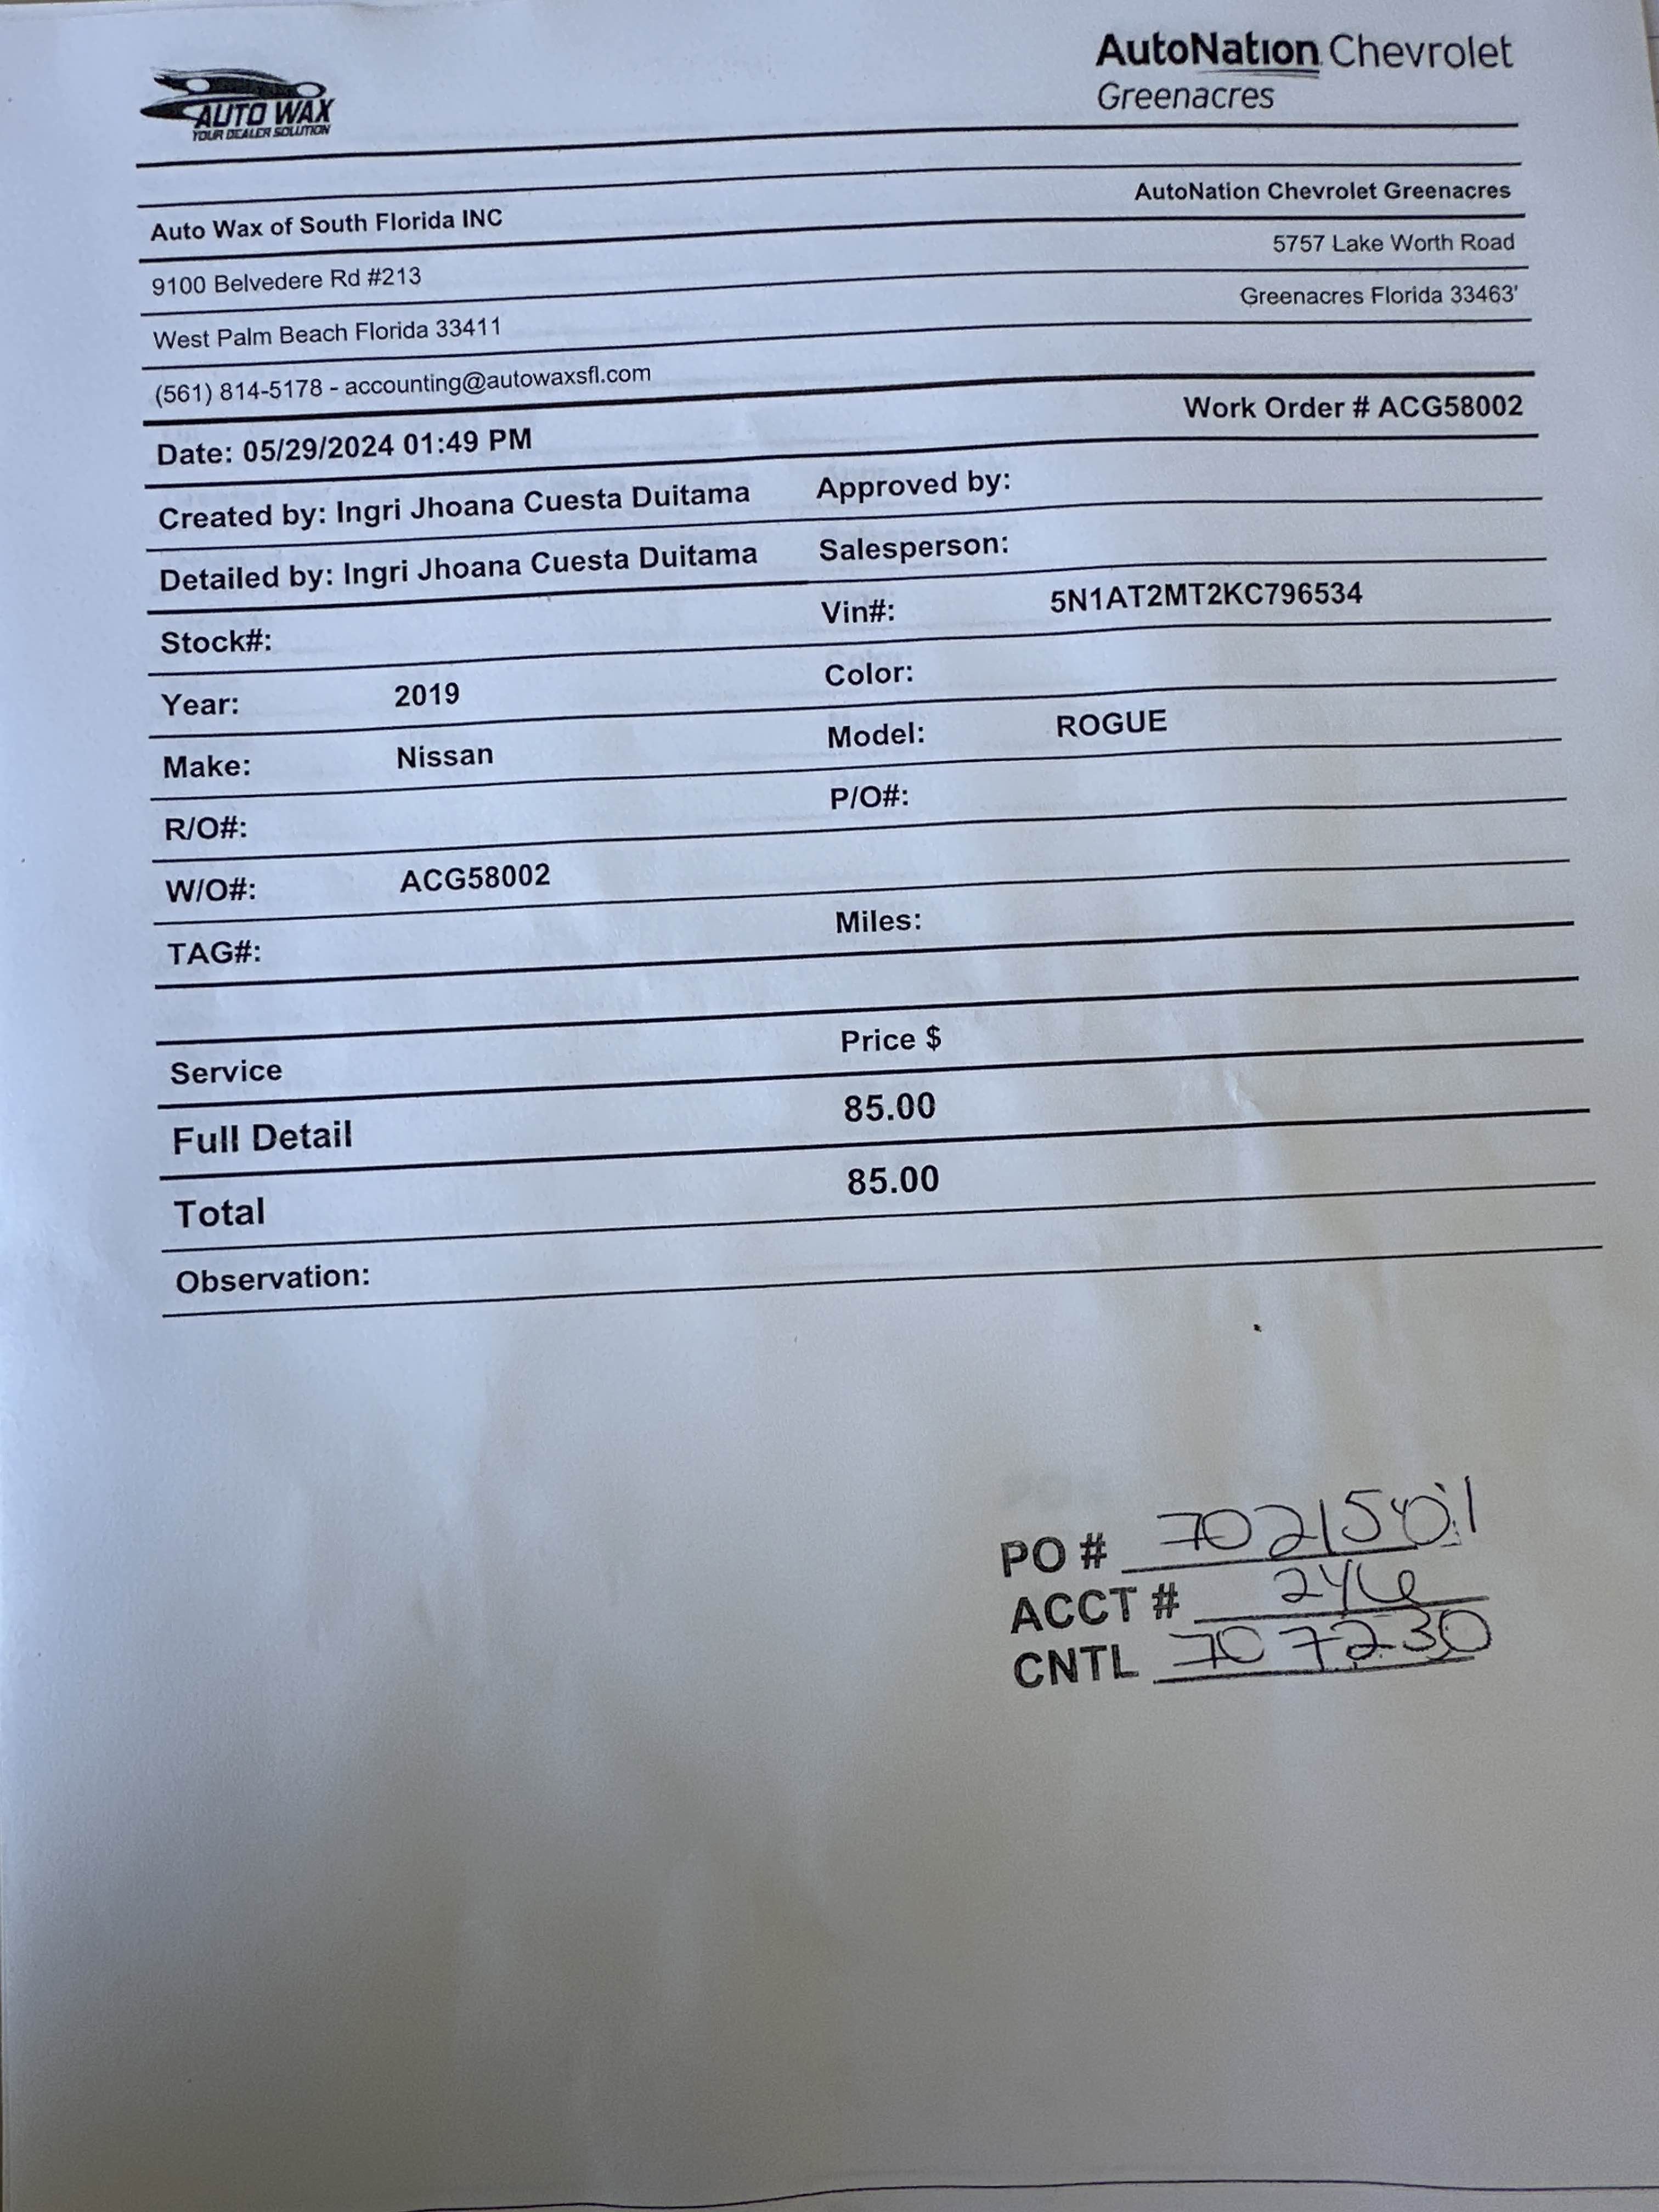 AUTO WAX
YOUR DEALER SOLUTION
AutoNation Chevrolet
Greenacres
Auto Wax of South Florida INC
AutoNation Chevrolet Greenacres
9100 Belvedere Rd #213
5757 Lake Worth Road
West Palm Beach Florida 33411
Greenacres Florida 33463'
(561) 814-5178 - accounting@autowaxsfl.com
Date: 05/29/2024 01:49 PM
Work Order # ACG58002
Created by: Ingri Jhoana Cuesta Duitama Approved by:
Detailed by: Ingri Jhoana Cuesta Duitama Salesperson:
Stock#: Vin#: 5N1AT2MT2KC796534
Year: 2019 Color:
Make: Nissan Model: ROGUE
R/O#: P/O#:
W/O#: ACG58002
TAG#: Miles:
Service Price $
Full Detail 85.00
Total 85.00
Observation:
PO # 7021501
ACCT # 246
CNTL 707230